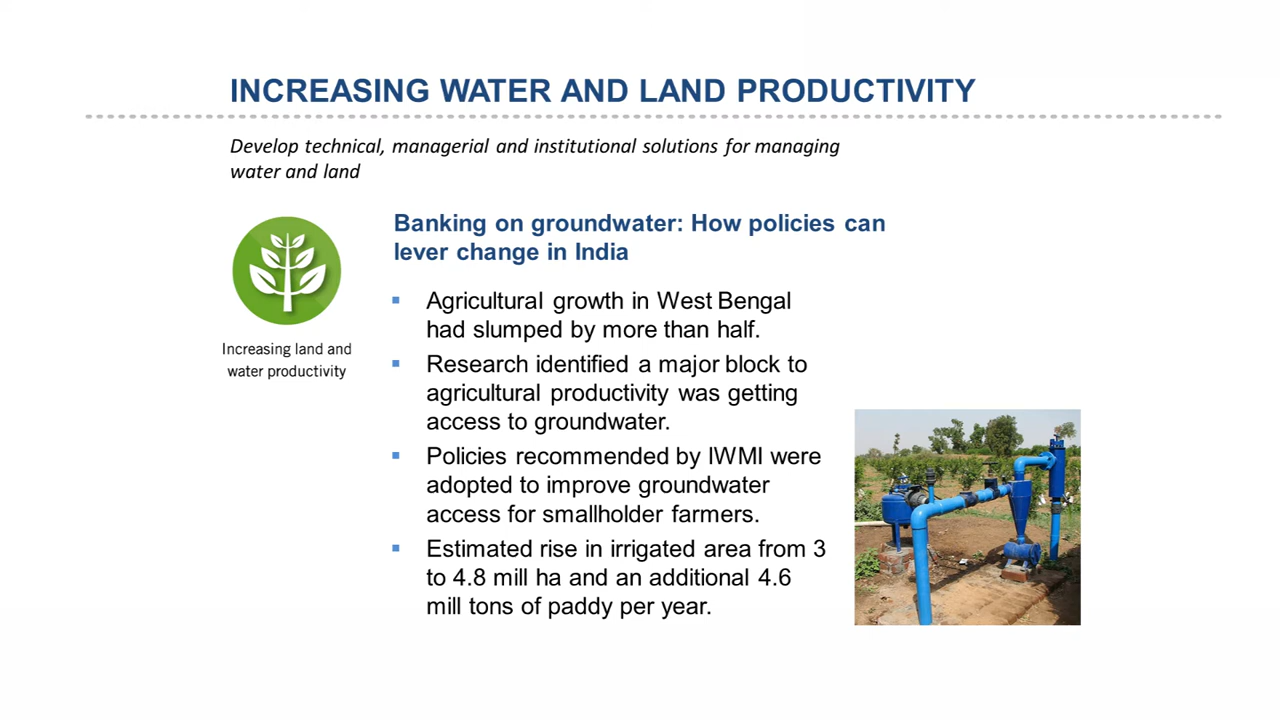 INCREASING WATER AND LAND PRODUCTIVITY
Develop technical, managerial and institutional solutions for managing
water and land
Banking on groundwater: How policies can
lever change in India
Increasing land and
water productivity
▪ Agricultural growth in West Bengal
had slumped by more than half.
▪ Research identified a major block to
agricultural productivity was getting
access to groundwater.
▪ Policies recommended by IWMI were
adopted to improve groundwater
access for smallholder farmers.
▪ Estimated rise in irrigated area from 3
to 4.8 mill ha and an additional 4.6
mill tons of paddy per year.